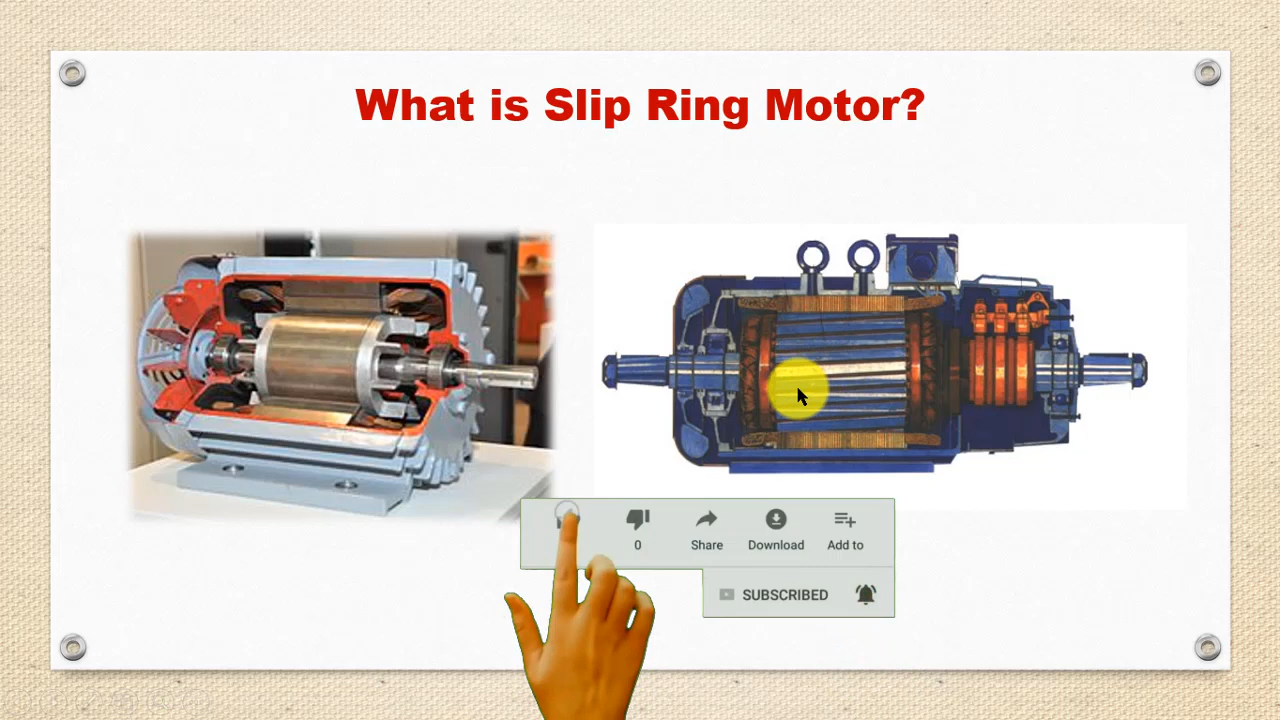 What is Slip Ring Motor?
0
Share
Download
Add to
SUBSCRIBED